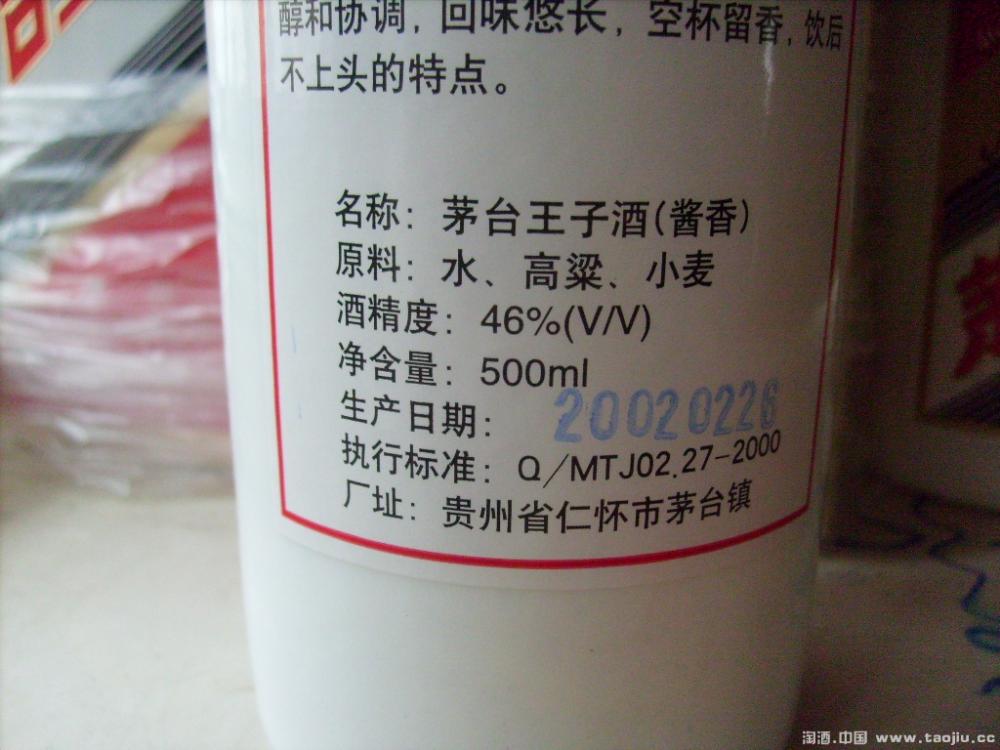 醇和协调，回味悠长，空杯留香，饮后
不上头的特点。
名称：茅台王子酒(酱香)
原料：水、高粱、小麦
酒精度：46%(V/V)
净含量：500ml
生产日期：20020226
执行标准：Q/MTJ02.27-2000
厂址：贵州省仁怀市茅台镇
淘酒.中国 www.taojiu.cc